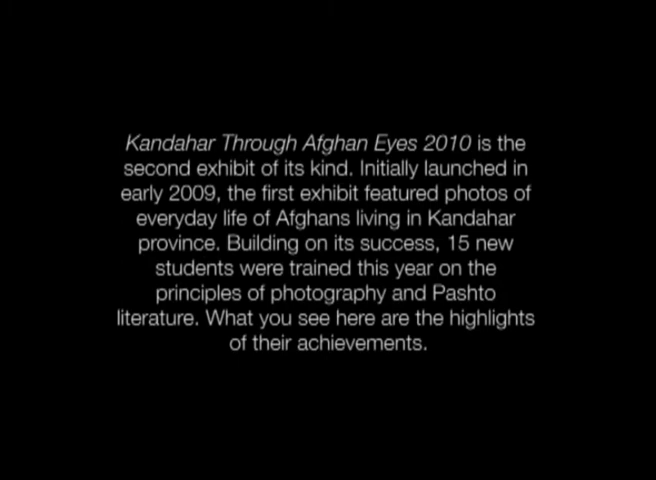 Kandahar Through Afghan Eyes 2010 is the
second exhibit of its kind. Initially launched in
early 2009, the first exhibit featured photos of
everyday life of Afghans living in Kandahar
province. Building on its success, 15 new
students were trained this year on the
principles of photography and Pashto
literature. What you see here are the highlights
of their achievements.